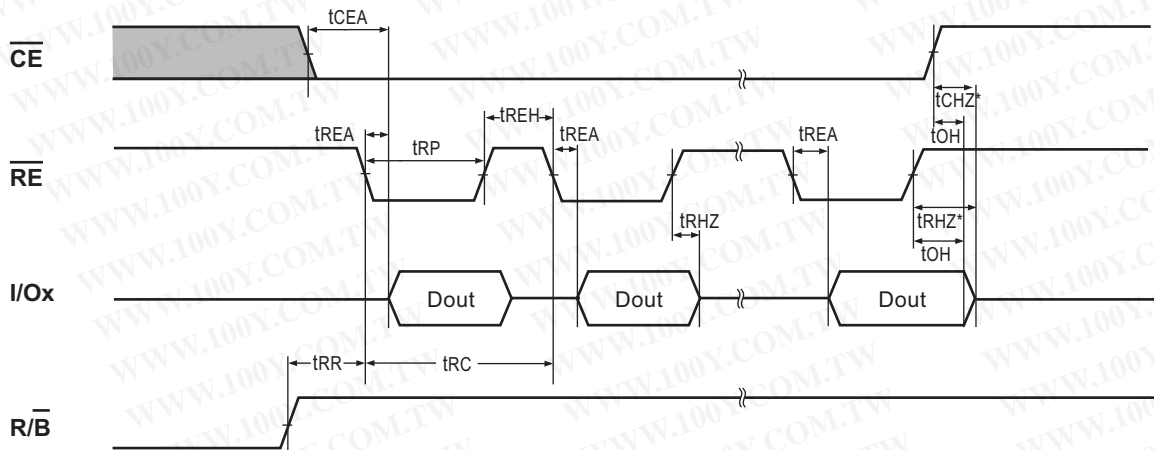 tCEA
CE
tCHZ*
tREH
tOH
tREA
tRP
tREA
tREA
RE
tRHZ
tRHZ*
tOH
I/Ox
Dout
Dout
Dout
tRR
tRC
R/B
WWW.100Y.COM.TW